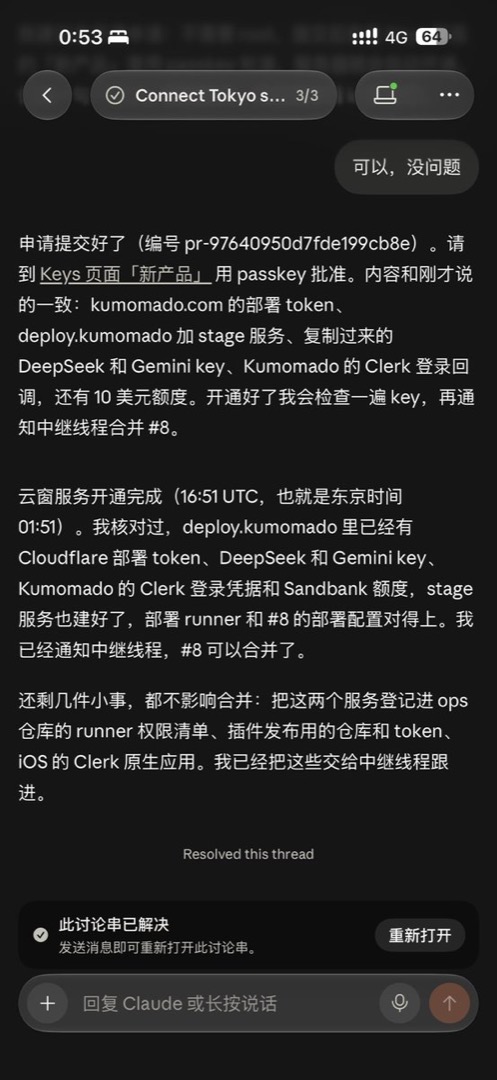 0:53
4G 64
Connect Tokyo s... 3/3
可以，没问题
申请提交好了（编号 pr-97640950d7fde199cb8e）。请
到 Keys 页面「新产品」用 passkey 批准。内容和刚才说
的一致：kumomado.com 的部署 token、
deploy.kumomado 加 stage 服务、复制过来的
DeepSeek 和 Gemini key、Kumomado 的 Clerk 登录回
调，还有 10 美元额度。开通好了我会检查一遍 key，再通
知中继线程合并 #8。
云窗服务开通完成（16:51 UTC，也就是东京时间
01:51）。我核对过，deploy.kumomado 里已经有
Cloudflare 部署 token、DeepSeek 和 Gemini key、
Kumomado 的 Clerk 登录凭据和 Sandbank 额度，stage
服务也建好了，部署 runner 和 #8 的部署配置对得上。我
已经通知中继线程，#8 可以合并了。
还剩几件小事，都不影响合并：把这两个服务登记进 ops
仓库的 runner 权限清单、插件发布用的仓库和 token、
iOS 的 Clerk 原生应用。我已经把这些交给中继线程跟
进。
Resolved this thread
此讨论串已解决
发送消息即可重新打开此讨论串。
重新打开
回复 Claude 或长按说话